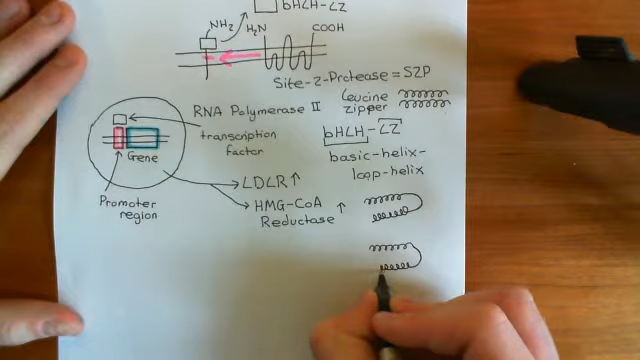 bHLH-LZ
NH2
H2N
COOH
Site-2-Protease = S2P
RNA Polymerase II
Leucine
zipper
transcription
factor
bHLH - LZ
basic-helix-
loop-helix
Gene
Promoter
region
LDLR ↑
HMG-CoA
Reductase ↑